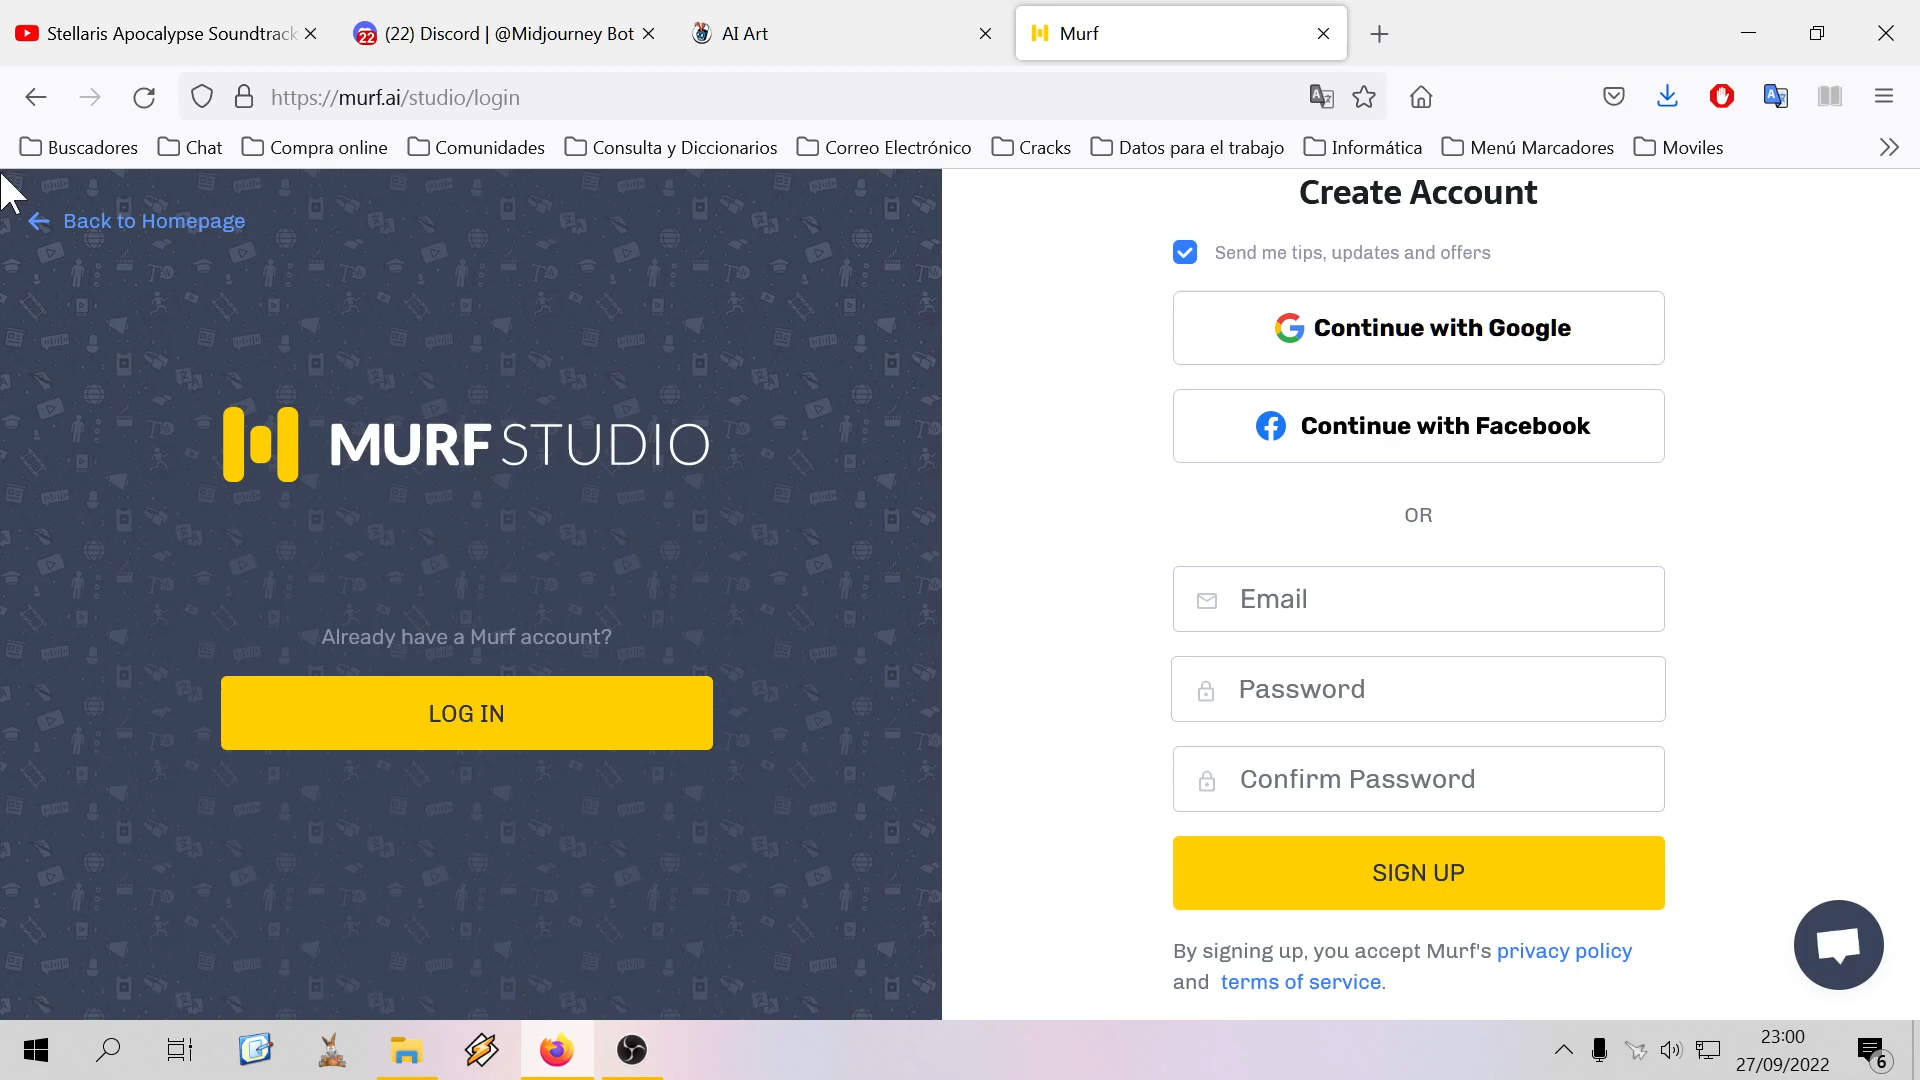 Stellaris Apocalypse Soundtrack
(22) Discord | @Midjourney Bot
AI Art
Murf
https://murf.ai/studio/login
Buscadores
Chat
Compra online
Comunidades
Consulta y Diccionarios
Correo Electrónico
Cracks
Datos para el trabajo
Informática
Menú Marcadores
Moviles
Back to Homepage
MURF STUDIO
Already have a Murf account?
LOG IN
Create Account
Send me tips, updates and offers
Continue with Google
Continue with Facebook
OR
Email
Password
Confirm Password
SIGN UP
By signing up, you accept Murf's privacy policy
and terms of service.
23:00
27/09/2022
6